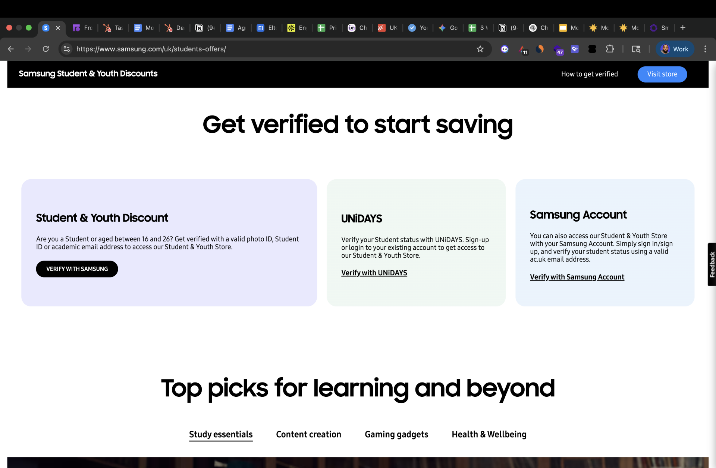 https://www.samsung.com/uk/students-offers/
Work
Samsung Student & Youth Discounts
How to get verified
Visit store
Get verified to start saving
Student & Youth Discount
Are you a Student or aged between 16 and 26? Get verified with a valid photo ID, Student
ID or academic email address to access our Student & Youth Store.
VERIFY WITH SAMSUNG
UNiDAYS
Verify your Student status with UNiDAYS. Sign-up
or login to your existing account to get access to
our Student & Youth Store.
Verify with UNiDAYS
Samsung Account
You can also access our Student & Youth Store
with your Samsung Account. Simply sign in/sign
up, and verify your student status using a valid
ac.uk email address.
Verify with Samsung Account
Feedback
Top picks for learning and beyond
Study essentials
Content creation
Gaming gadgets
Health & Wellbeing